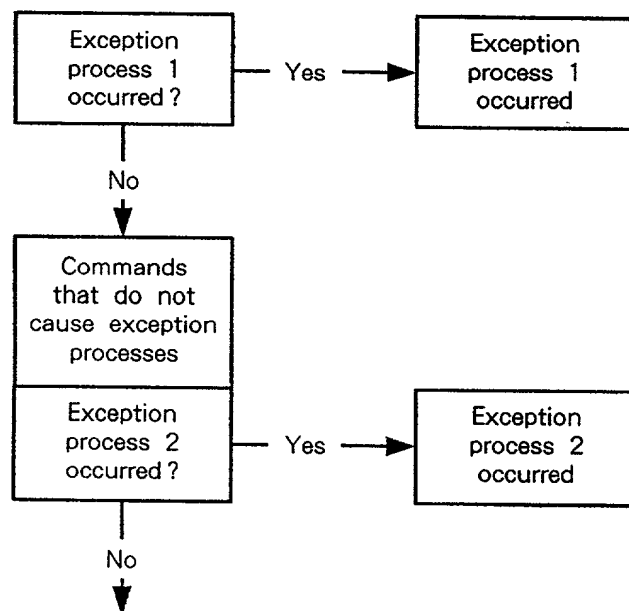 Exception
process 1
occurred?
Yes
Exception
process 1
occurred
No
Commands
that do not
cause exception
processes
Exception
process 2
occurred?
Yes
Exception
process 2
occurred
No